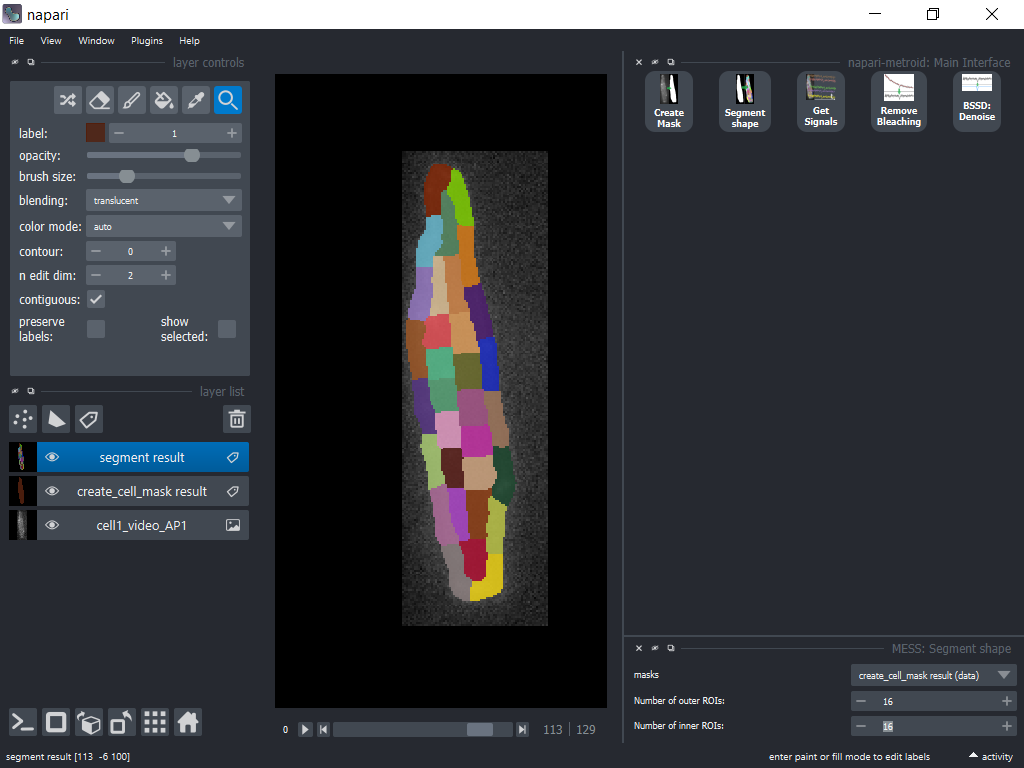 napari
File View Window Plugins Help
layer controls
label: 1
opacity:
brush size:
blending: translucent
color mode: auto
contour: 0
n edit dim: 2
contiguous:
preserve labels:
show selected:
layer list
segment result
create_cell_mask result
cell1_video_AP1
segment result [113 -6 100]
0 113 129
napari-metroid: Main Interface
Create Mask
Segment shape
Get Signals
Remove Bleaching
BSSD: Denoise
MESS: Segment shape
masks create_cell_mask result (data)
Number of outer ROIs: 16
Number of inner ROIs: 16
enter paint or fill mode to edit labels
activity